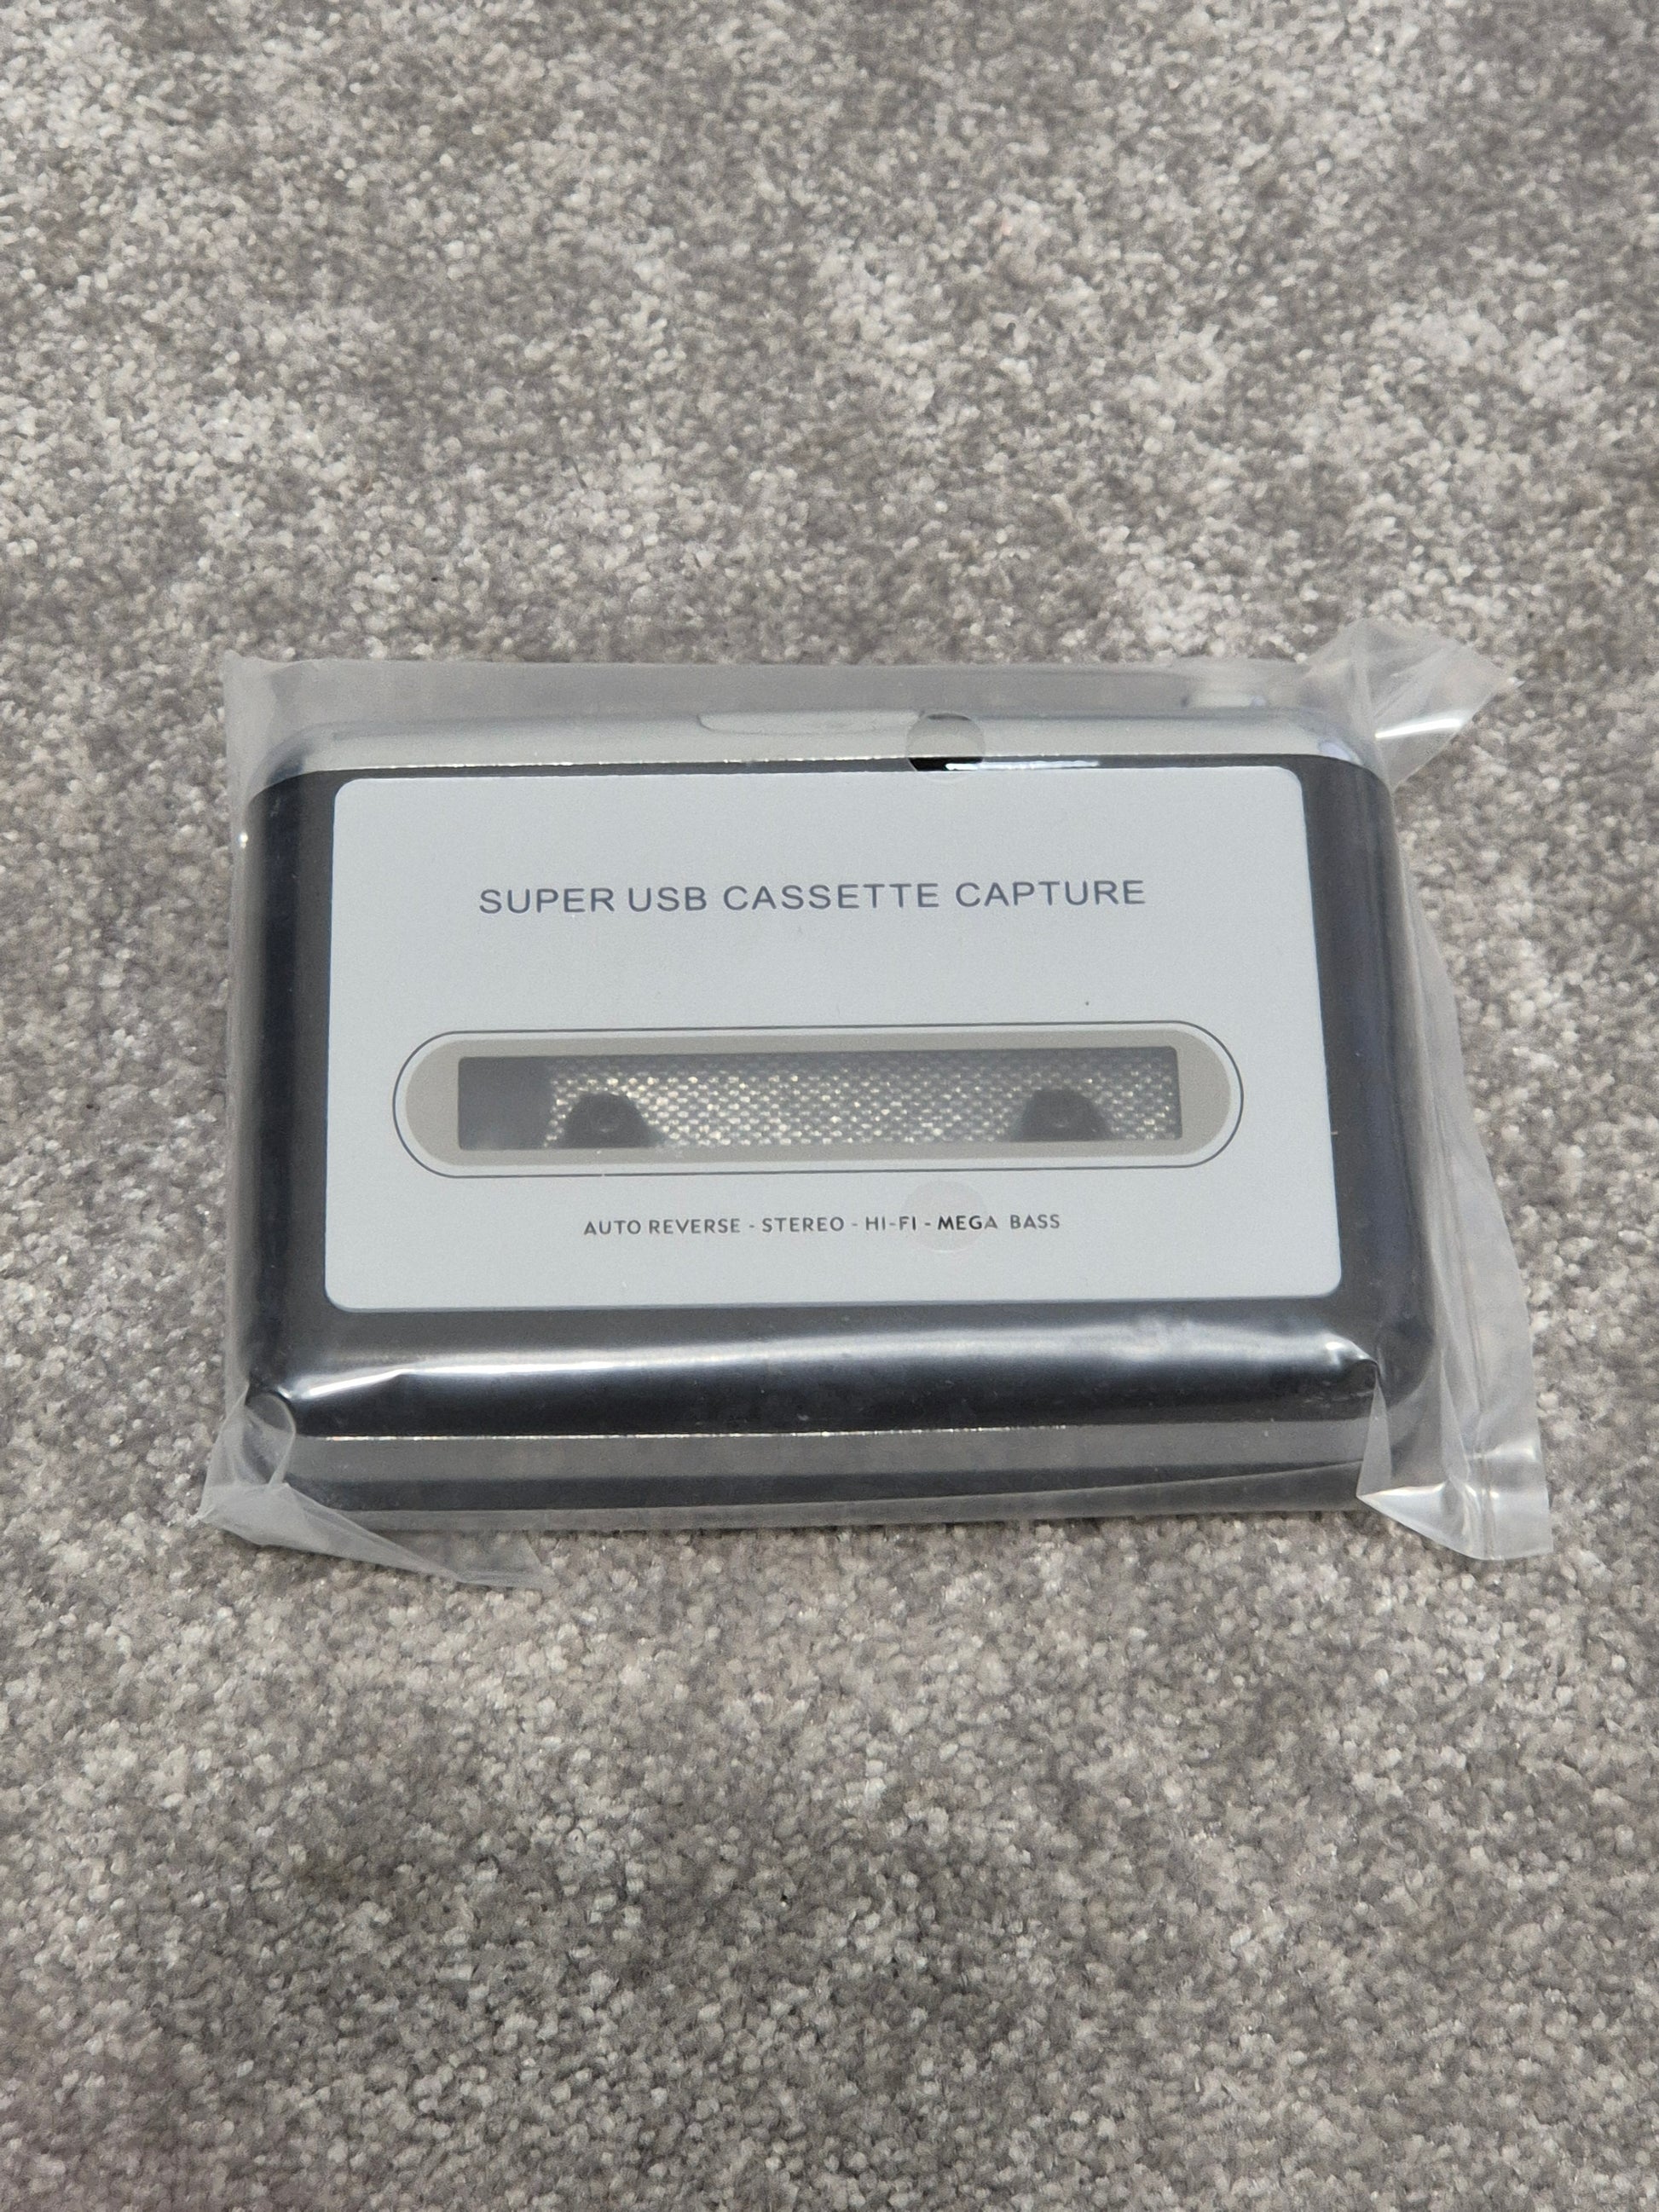 SUPER USB CASSETTE CAPTURE
AUTO REVERSE - STEREO - HI-FI - MEGA BASS